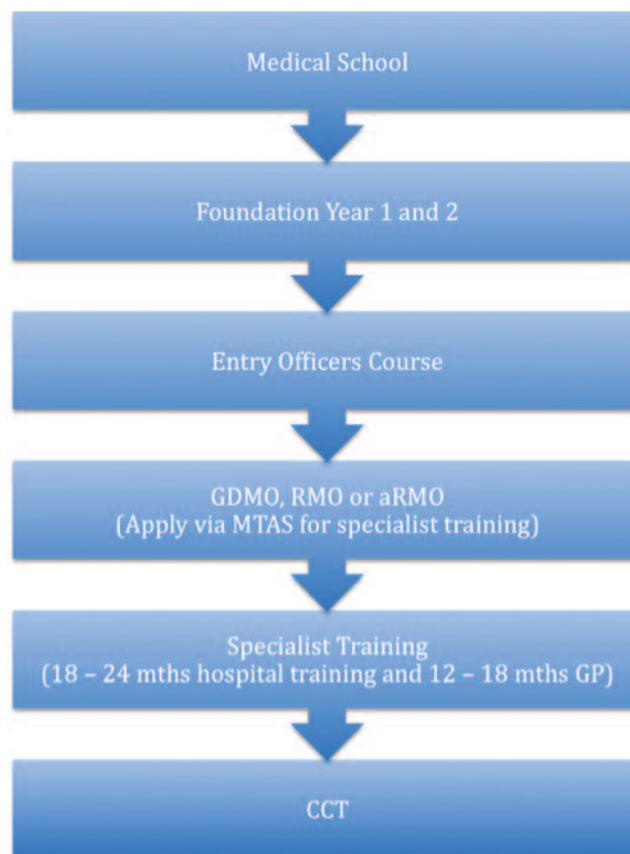 Medical School
Foundation Year 1 and 2
Entry Officers Course
GDMO, RMO or aRMO
(Apply via MTAS for specialist training)
Specialist Training
(18 – 24 mths hospital training and 12 – 18 mths GP)
CCT